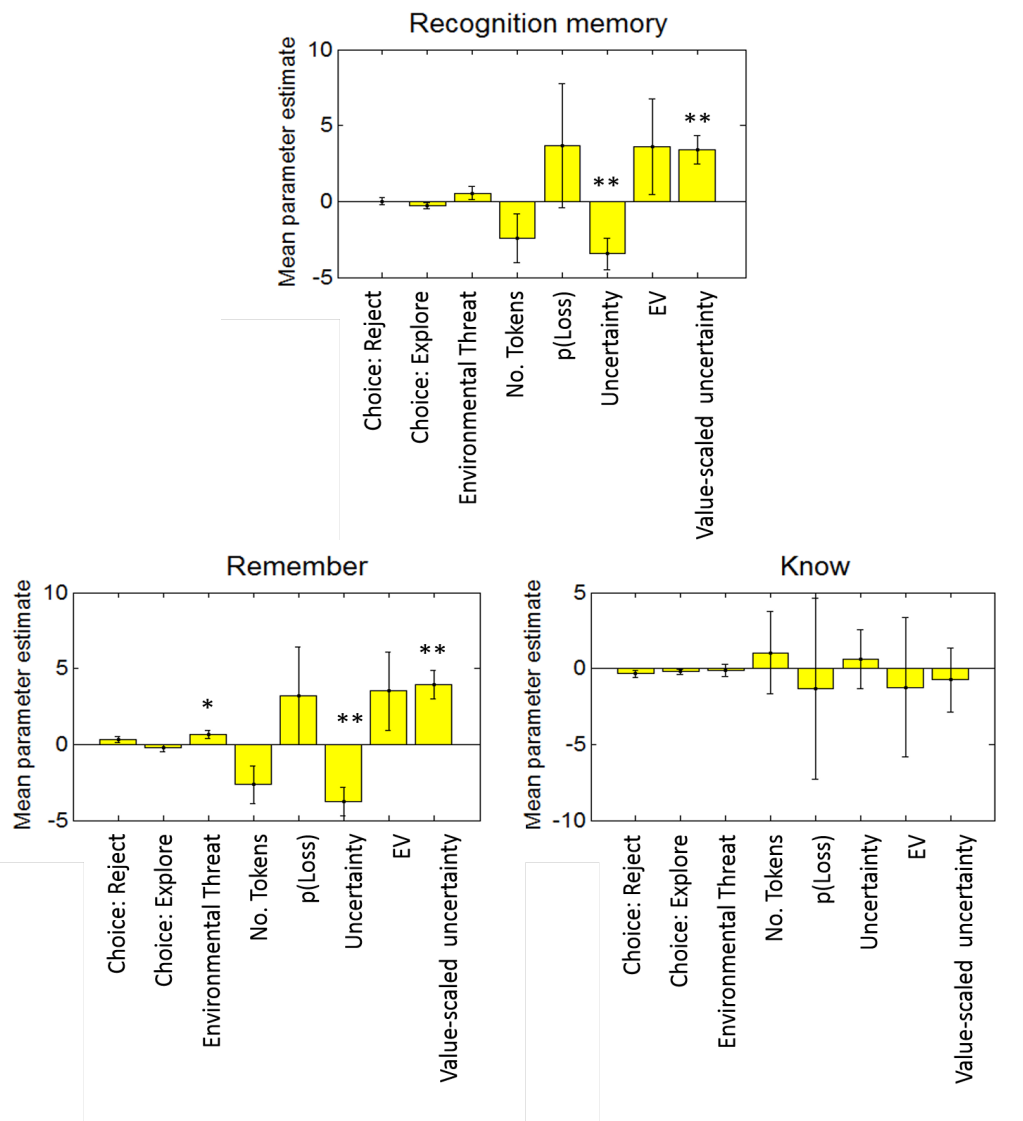 Recognition memory
Mean parameter estimate
10
5
0
-5
**
**
Choice: Reject
Choice: Explore
Environmental Threat
No. Tokens
p(Loss)
Uncertainty
EV
Value-scaled uncertainty
Remember
Mean parameter estimate
10
5
0
-5
*
**
**
Choice: Reject
Choice: Explore
Environmental Threat
No. Tokens
p(Loss)
Uncertainty
EV
Value-scaled uncertainty
Know
Mean parameter estimate
5
0
-5
-10
Choice: Reject
Choice: Explore
Environmental Threat
No. Tokens
p(Loss)
Uncertainty
EV
Value-scaled uncertainty